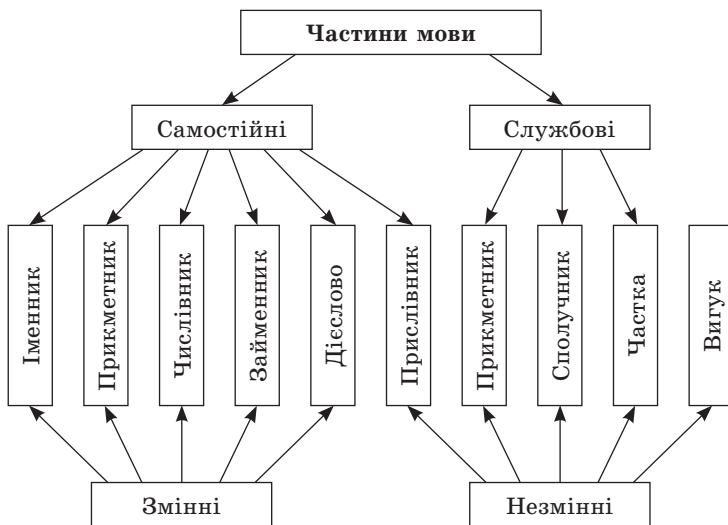 Частини мови
Самостійні
Службові
Іменник
Прикметник
Числівник
Займенник
Дієслово
Прислівник
Прикметник
Сполучник
Частка
Вигук
Змінні
Незмінні